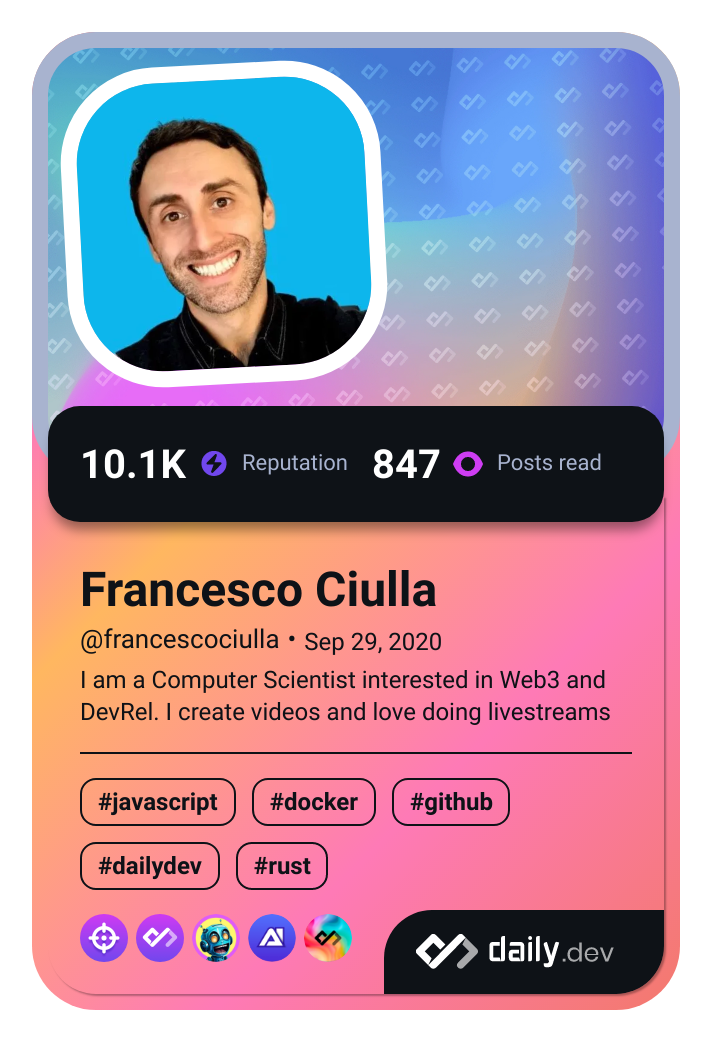 10.1K Reputation 847 Posts read
Francesco Ciulla
@francescociulla • Sep 29, 2020
I am a Computer Scientist interested in Web3 and
DevRel. I create videos and love doing livestreams
#javascript #docker #github
#dailydev #rust
daily.dev